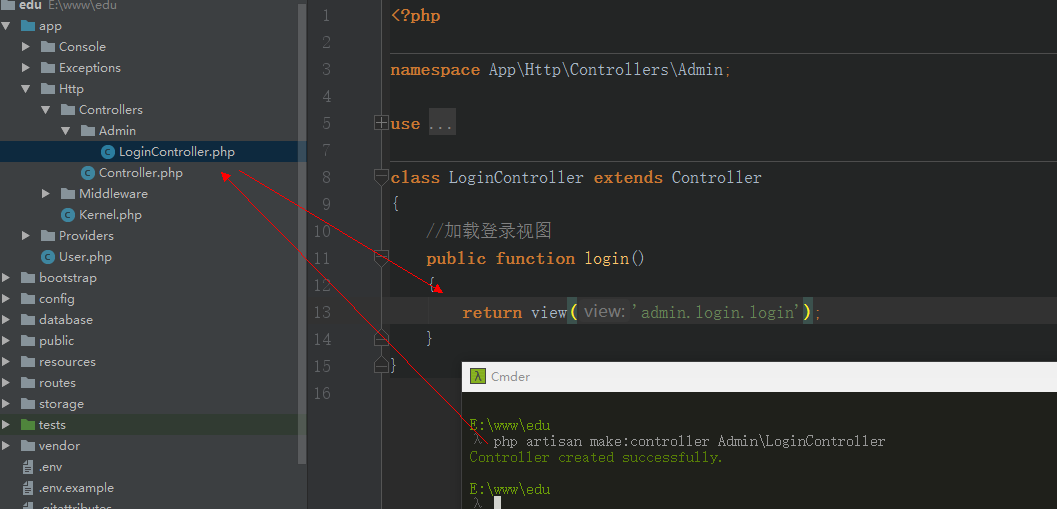 edu E:\www\edu
app
Console
Exceptions
Http
Controllers
Admin
LoginController.php
Controller.php
Middleware
Kernel.php
Providers
User.php
bootstrap
config
database
public
resources
routes
storage
tests
vendor
.env
.env.example
.gitattributes
1 <?php
2
3 namespace App\Http\Controllers\Admin;
4
5 use ...
7
8 class LoginController extends Controller
9 {
10 //加载登录视图
11 public function login()
12 {
13 return view( view: 'admin.login.login');
14 }
15 }
16
λ Cmder
E:\www\edu
λ php artisan make:controller Admin\LoginController
Controller created successfully.
E:\www\edu
λ